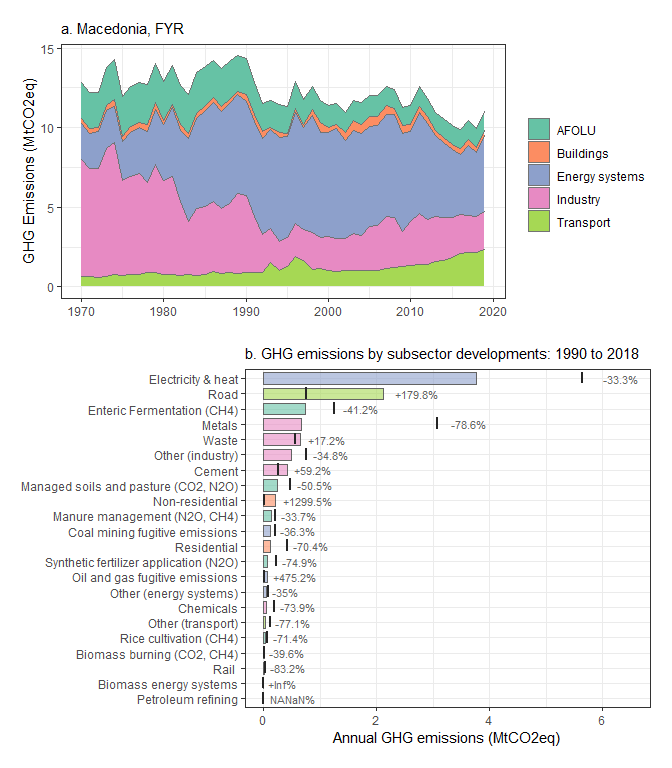 a. Macedonia, FYR
15
10
5
0
GHG Emissions (MtCO2eq)
1970 1980 1990 2000 2010 2020
AFOLU
Buildings
Energy systems
Industry
Transport
b. GHG emissions by subsector developments: 1990 to 2018
Electricity & heat -33.3%
Road +179.8%
Enteric Fermentation (CH4) -41.2%
Metals -78.6%
Waste +17.2%
Other (industry) -34.8%
Cement +59.2%
Managed soils and pasture (CO2, N2O) -50.5%
Non-residential +1299.5%
Manure management (N2O, CH4) -33.7%
Coal mining fugitive emissions -36.3%
Residential -70.4%
Synthetic fertilizer application (N2O) -74.9%
Oil and gas fugitive emissions +475.2%
Other (energy systems) -35%
Chemicals -73.9%
Other (transport) -77.1%
Rice cultivation (CH4) -71.4%
Biomass burning (CO2, CH4) -39.6%
Rail -83.2%
Biomass energy systems +Inf%
Petroleum refining NANaN%
0 2 4 6
Annual GHG emissions (MtCO2eq)